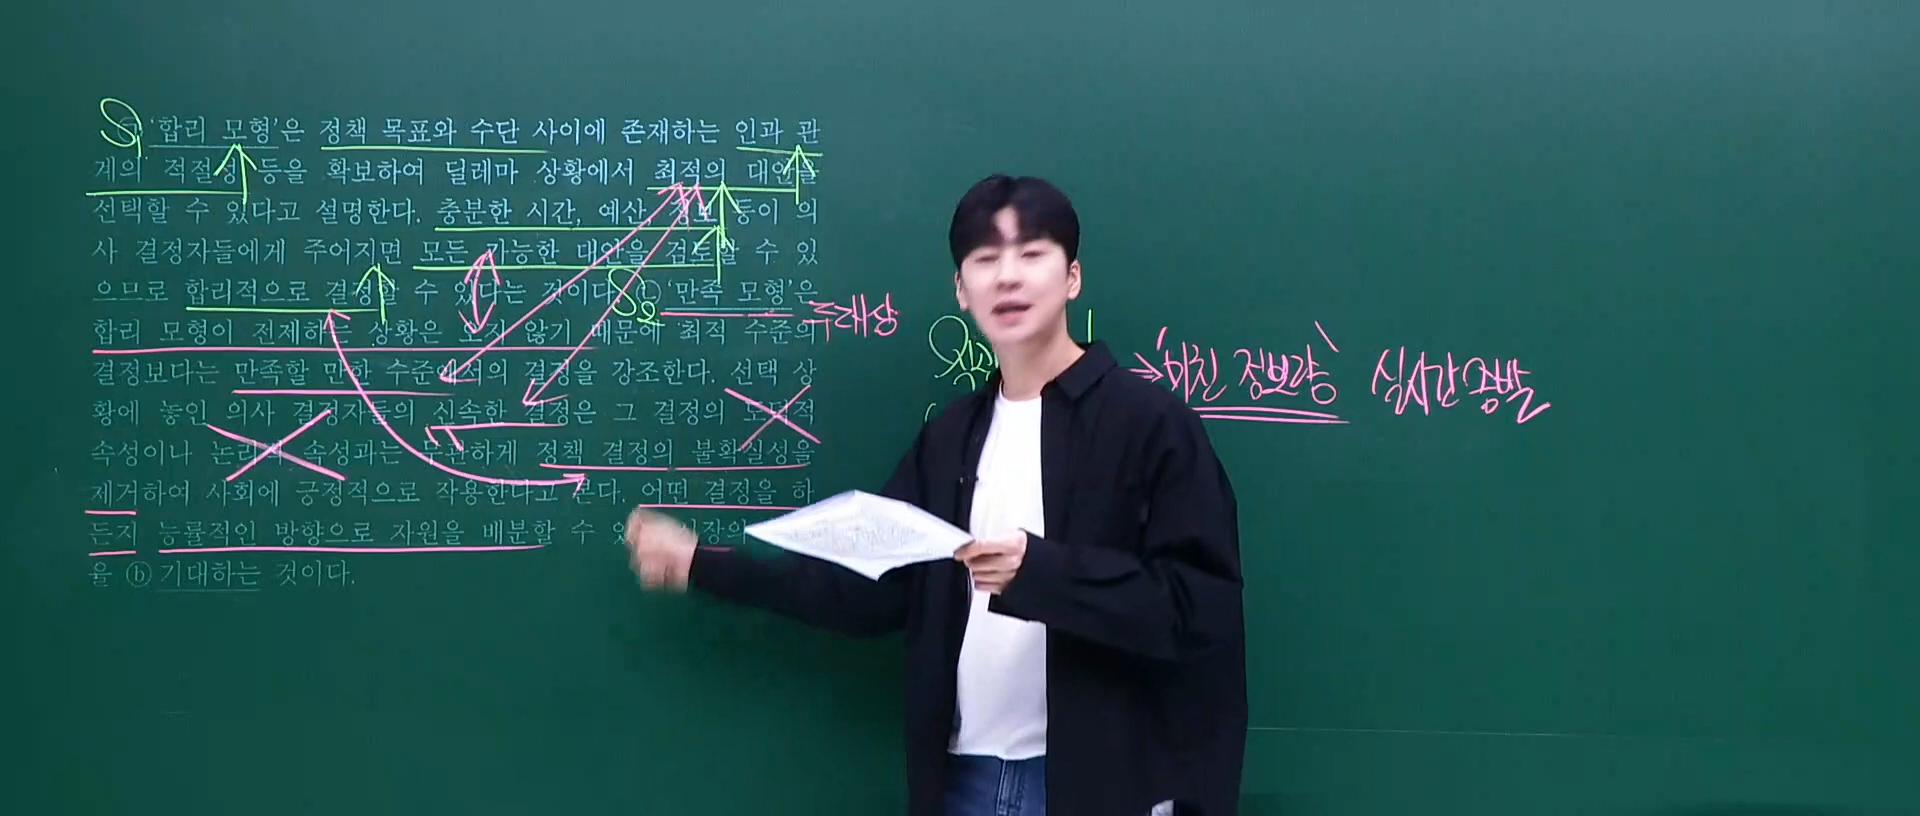 '합리 모형'은 정책 목표와 수단 사이에 존재하는 인과 관
계의 적절성 등을 확보하여 딜레마 상황에서 최적의 대안을
선택할 수 있다고 설명한다. 충분한 시간, 예산, 정보 등이 의
사 결정자들에게 주어지면 모든 가능한 대안을 검토할 수 있
으므로 합리적으로 결정할 수 있다는 것이다. ㉡'만족 모형'은
합리 모형이 전제하는 상황은 오지 않기 때문에 최적 수준의
결정보다는 만족할 만한 수준에서의 결정을 강조한다. 선택 상
황에 놓인 의사 결정자들의 신속한 결정은 그 결정의 도덕적
속성이나 논리적 속성과는 무관하게 정책 결정의 불확실성을
제거하여 사회에 긍정적으로 작용한다고 본다. 어떤 결정을 하
든지 능률적인 방향으로 자원을 배분할 수
을 ⓑ 기대하는 것이다.
S1
S2
→'미친 정보량' 실시간 증발